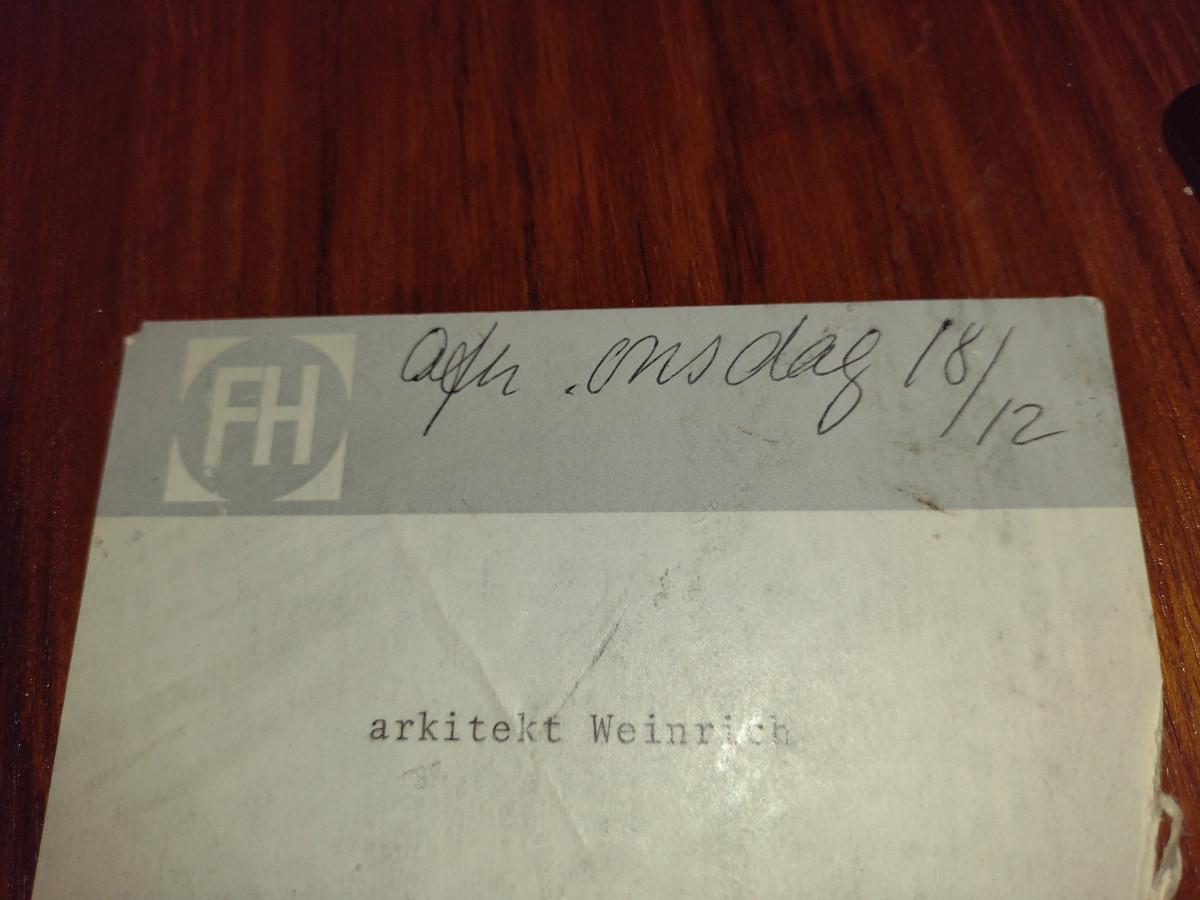 FH
afh. onsdag 18/12
arkitekt Weinrich